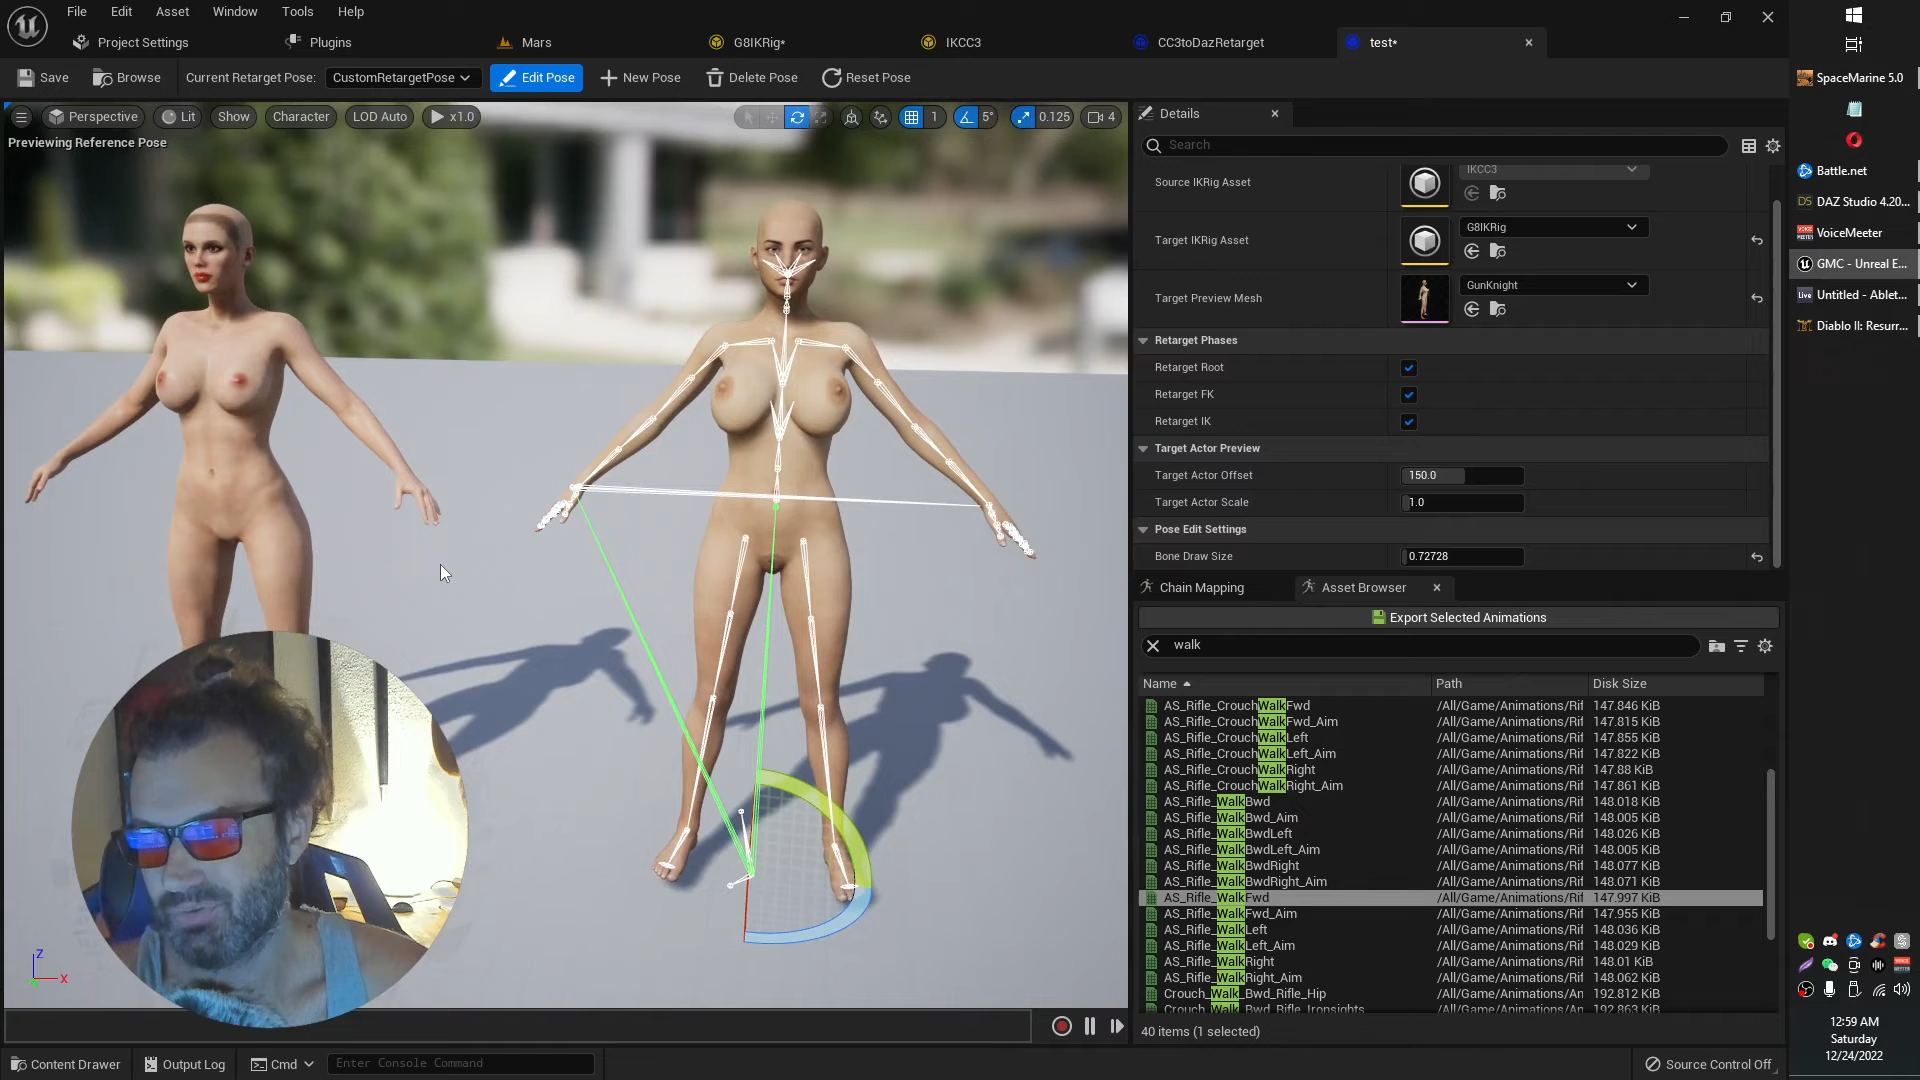 File Edit Asset Window Tools Help
Project Settings Plugins Mars G8IKRig* IKCC3 CC3toDazRetarget test*
Save Browse Current Retarget Pose: CustomRetargetPose Edit Pose New Pose Delete Pose Reset Pose
Perspective Lit Show Character LOD Auto x1.0 1 5° 0.125 4
Previewing Reference Pose
Details
Search
Source IKRig Asset IKCC3
Target IKRig Asset G8IKRig
Target Preview Mesh GunKnight
Retarget Phases
Retarget Root
Retarget FK
Retarget IK
Target Actor Preview
Target Actor Offset 150.0
Target Actor Scale 1.0
Pose Edit Settings
Bone Draw Size 0.72728
Chain Mapping Asset Browser
Export Selected Animations
walk
Name Path Disk Size
AS_Rifle_CrouchWalkFwd /All/Game/Animations/Rif 147.846 KiB
AS_Rifle_CrouchWalkFwd_Aim /All/Game/Animations/Rif 147.815 KiB
AS_Rifle_CrouchWalkLeft /All/Game/Animations/Rif 147.855 KiB
AS_Rifle_CrouchWalkLeft_Aim /All/Game/Animations/Rif 147.822 KiB
AS_Rifle_CrouchWalkRight /All/Game/Animations/Rif 147.88 KiB
AS_Rifle_CrouchWalkRight_Aim /All/Game/Animations/Rif 147.861 KiB
AS_Rifle_WalkBwd /All/Game/Animations/Rif 148.018 KiB
AS_Rifle_WalkBwd_Aim /All/Game/Animations/Rif 148.005 KiB
AS_Rifle_WalkBwdLeft /All/Game/Animations/Rif 148.026 KiB
AS_Rifle_WalkBwdLeft_Aim /All/Game/Animations/Rif 148.005 KiB
AS_Rifle_WalkBwdRight /All/Game/Animations/Rif 148.077 KiB
AS_Rifle_WalkBwdRight_Aim /All/Game/Animations/Rif 148.071 KiB
AS_Rifle_WalkFwd /All/Game/Animations/Rif 147.997 KiB
AS_Rifle_WalkFwd_Aim /All/Game/Animations/Rif 147.955 KiB
AS_Rifle_WalkLeft /All/Game/Animations/Rif 148.036 KiB
AS_Rifle_WalkLeft_Aim /All/Game/Animations/Rif 148.029 KiB
AS_Rifle_WalkRight /All/Game/Animations/Rif 148.01 KiB
AS_Rifle_WalkRight_Aim /All/Game/Animations/Rif 148.062 KiB
Crouch_Walk_Bwd_Rifle_Hip /All/Game/Animations/An 192.812 KiB
Crouch_Walk_Bwd_Rifle_Ironsights /All/Game/Animations/An 192.863 KiB
40 items (1 selected)
Z
X
Content Drawer Output Log Cmd Enter Console Command Source Control Off
SpaceMarine 5.0
Battle.net
DS DAZ Studio 4.20...
VoiceMeeter
GMC - Unreal E...
Live Untitled - Ablet...
Diablo II: Resurr...
12:59 AM
Saturday
12/24/2022